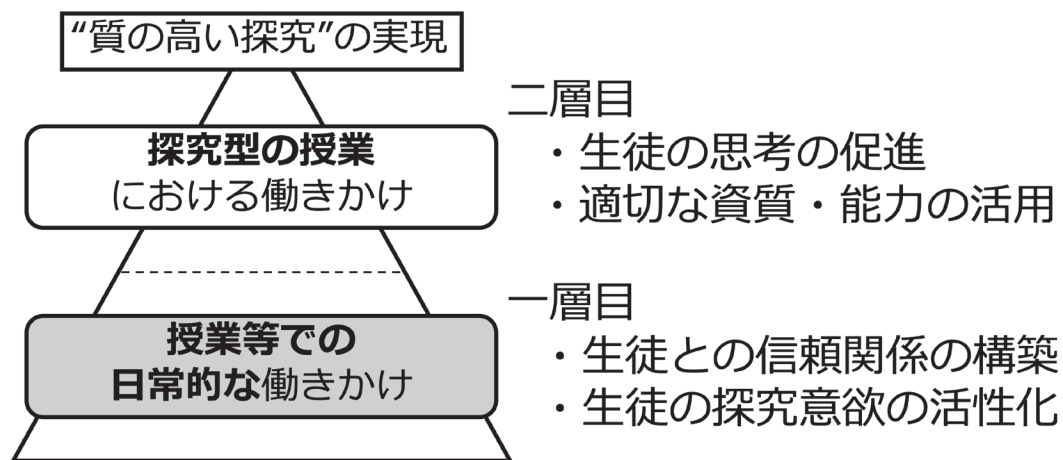 “質の高い探究”の実現
探究型の授業
における働きかけ
二層目
・生徒の思考の促進
・適切な資質・能力の活用
授業等での
日常的な働きかけ
一層目
・生徒との信頼関係の構築
・生徒の探究意欲の活性化